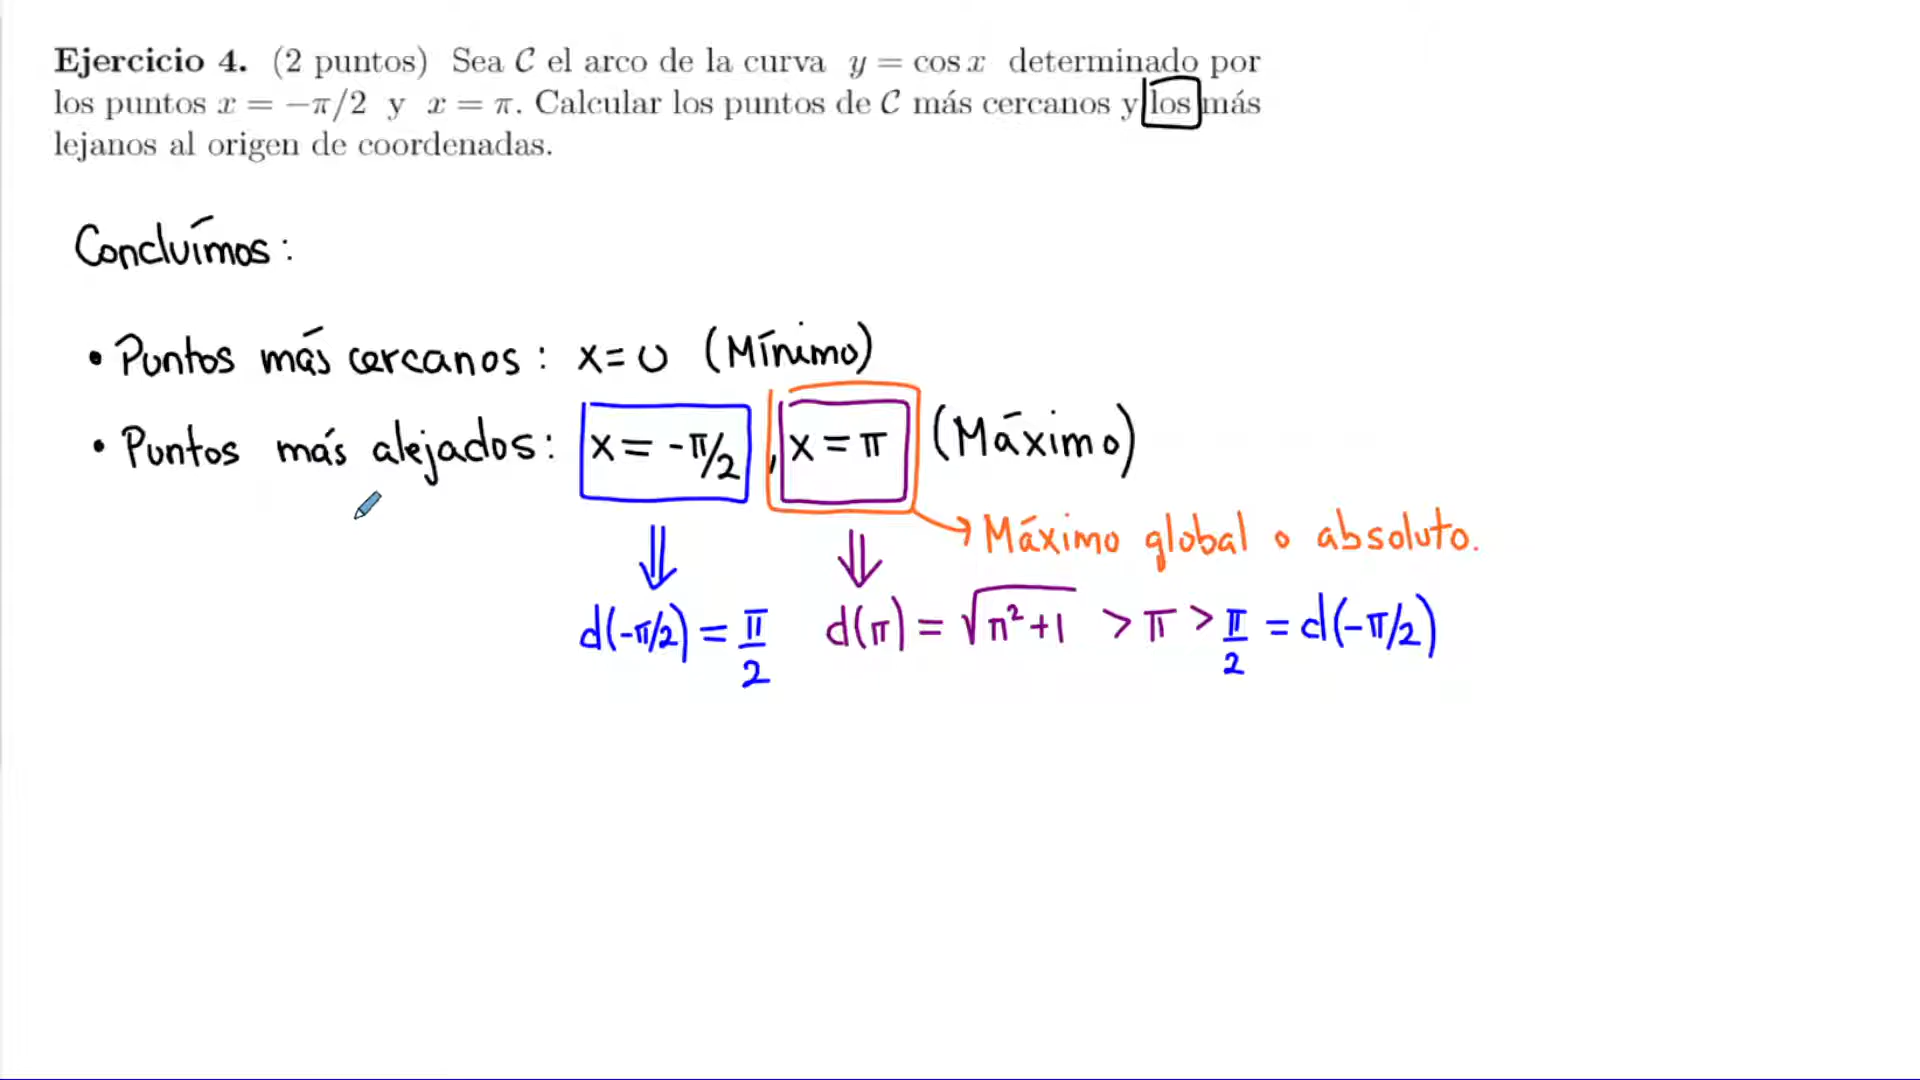 Ejercicio 4. (2 puntos) Sea C el arco de la curva y = cos x determinado por
los puntos x = −π/2 y x = π. Calcular los puntos de C más cercanos y los más
lejanos al origen de coordenadas.
Concluímos:
• Puntos más cercanos: x=0 (Mínimo)
• Puntos más alejados: x = -π/2 , x = π (Máximo)
→ Máximo global o absoluto.
⇓ ⇓
d(-π/2) = π/2 d(π) = √(π²+1) > π > π/2 = d(-π/2)